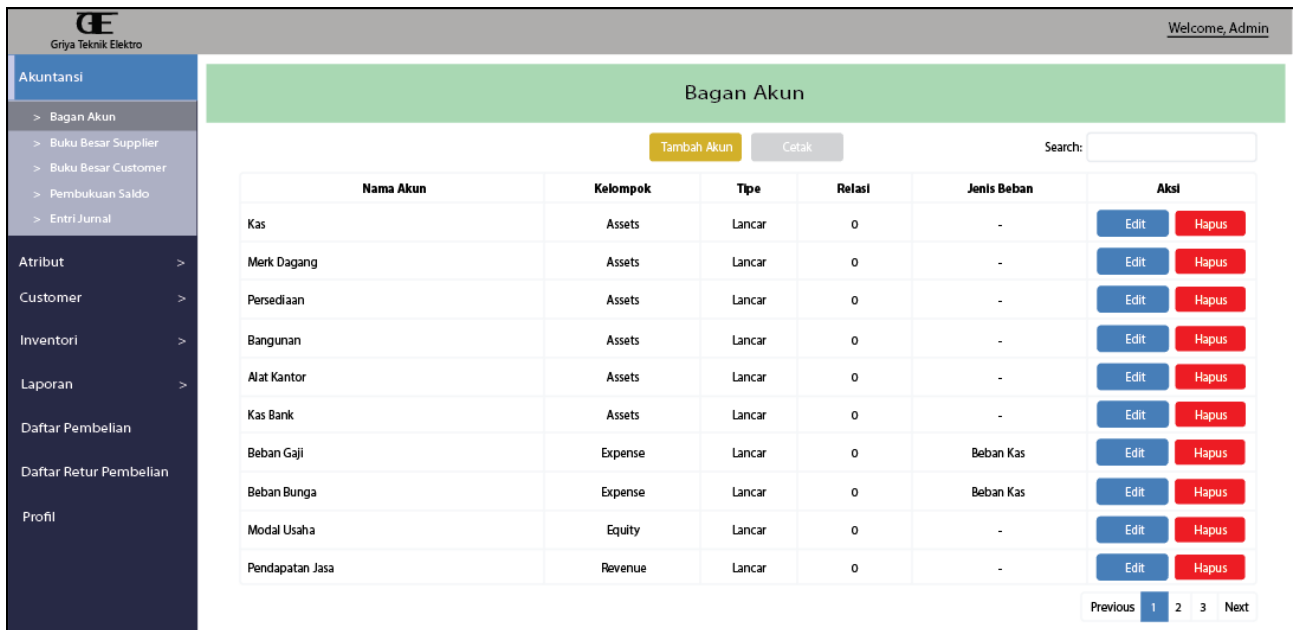 GE
Griya Teknik Elektro
Welcome, Admin
Akuntansi
> Bagan Akun
> Buku Besar Supplier
> Buku Besar Customer
> Pembukuan Saldo
> Entri Jurnal
Atribut >
Customer >
Inventori >
Laporan >
Daftar Pembelian
Daftar Retur Pembelian
Profil
Bagan Akun
Tambah Akun Cetak Search:
Nama Akun Kelompok Tipe Relasi Jenis Beban Aksi
Kas Assets Lancar 0 - Edit Hapus
Merk Dagang Assets Lancar 0 - Edit Hapus
Persediaan Assets Lancar 0 - Edit Hapus
Bangunan Assets Lancar 0 - Edit Hapus
Alat Kantor Assets Lancar 0 - Edit Hapus
Kas Bank Assets Lancar 0 - Edit Hapus
Beban Gaji Expense Lancar 0 Beban Kas Edit Hapus
Beban Bunga Expense Lancar 0 Beban Kas Edit Hapus
Modal Usaha Equity Lancar 0 - Edit Hapus
Pendapatan Jasa Revenue Lancar 0 - Edit Hapus
Previous 1 2 3 Next